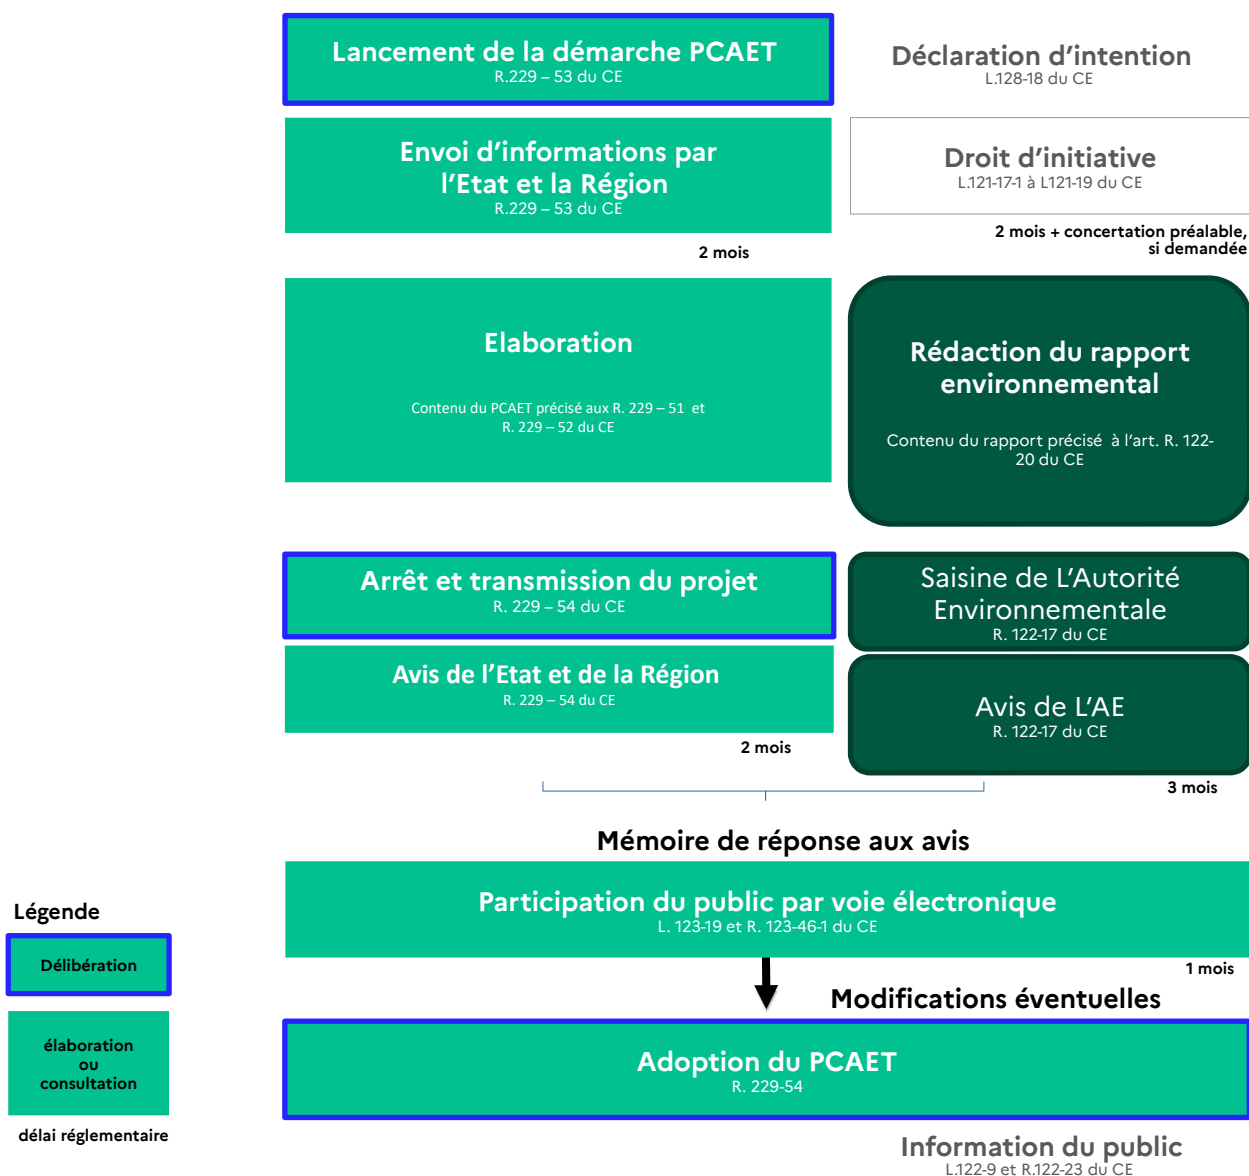 Lancement de la démarche PCAET
R.229 – 53 du CE
Déclaration d’intention
L.128-18 du CE
Envoi d’informations par
l’Etat et la Région
R.229 – 53 du CE
2 mois
Droit d’initiative
L.121-17-1 à L121-19 du CE
2 mois + concertation préalable,
si demandée
Elaboration
Contenu du PCAET précisé aux R. 229 – 51 et
R. 229 – 52 du CE
Rédaction du rapport
environnemental
Contenu du rapport précisé à l’art. R. 122-
20 du CE
Arrêt et transmission du projet
R. 229 – 54 du CE
Saisine de L’Autorité
Environnementale
R. 122-17 du CE
Avis de l’Etat et de la Région
R. 229 – 54 du CE
2 mois
Avis de L’AE
R. 122-17 du CE
3 mois
Mémoire de réponse aux avis
Participation du public par voie électronique
L. 123-19 et R. 123-46-1 du CE
1 mois
Modifications éventuelles
Adoption du PCAET
R. 229-54
Information du public
L.122-9 et R.122-23 du CE
Légende
Délibération
élaboration
ou
consultation
délai réglementaire